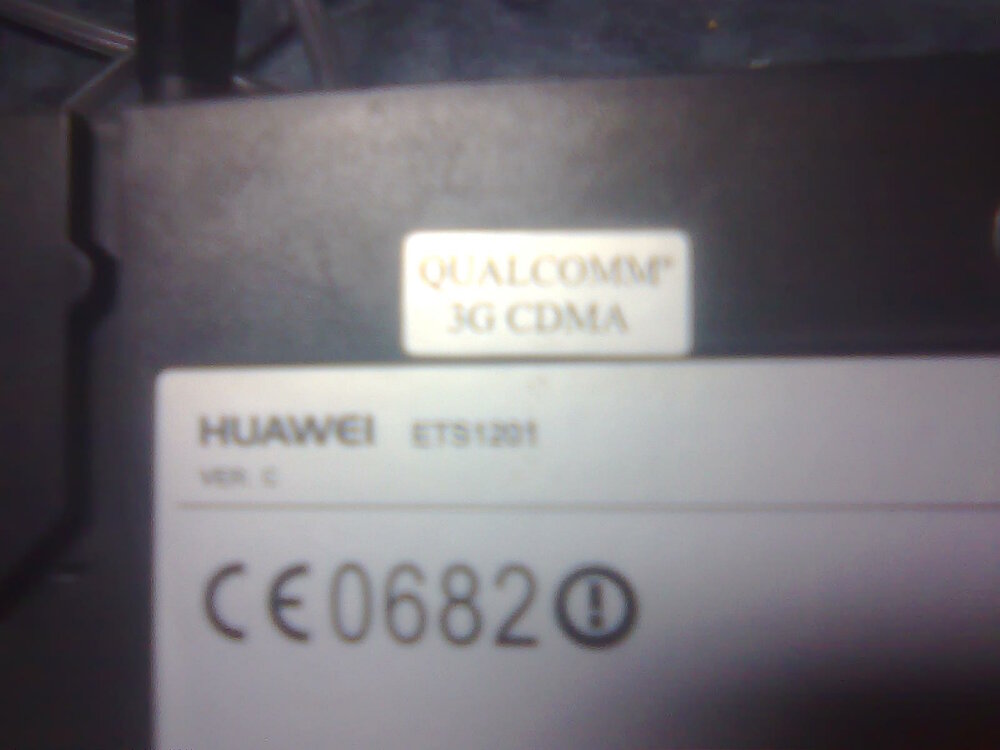 QUALCOMM®
3G CDMA
HUAWEI ETS1201
VER. C
CE0682